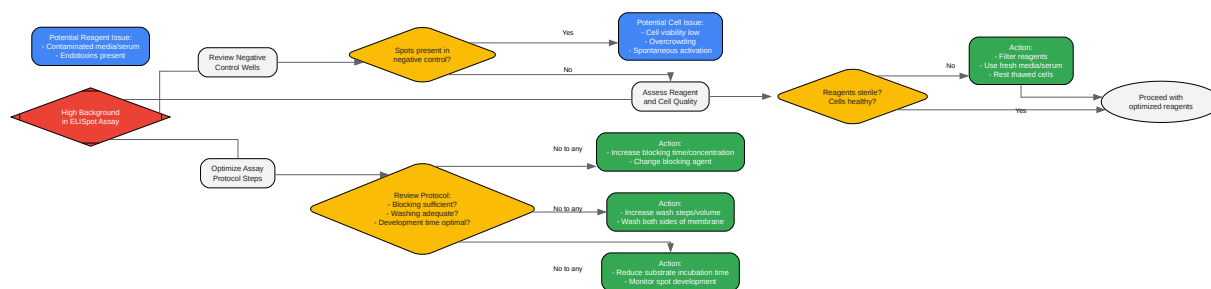 Potential Reagent Issue:
- Contaminated media/serum
- Endotoxins present
Review Negative
Control Wells
Spots present in
negative control?
Yes
No
Potential Cell Issue:
- Cell viability low
- Overcrowding
- Spontaneous activation
Assess Reagent
and Cell Quality
High Background
in ELISpot Assay
Reagents sterile?
Cells healthy?
No
Yes
Action:
- Filter reagents
- Use fresh media/serum
- Rest thawed cells
Proceed with
optimized reagents
Optimize Assay
Protocol Steps
Review Protocol:
- Blocking sufficient?
- Washing adequate?
- Development time optimal?
No to any
Action:
- Increase blocking time/concentration
- Change blocking agent
No to any
Action:
- Increase wash steps/volume
- Wash both sides of membrane
No to any
Action:
- Reduce substrate incubation time
- Monitor spot development